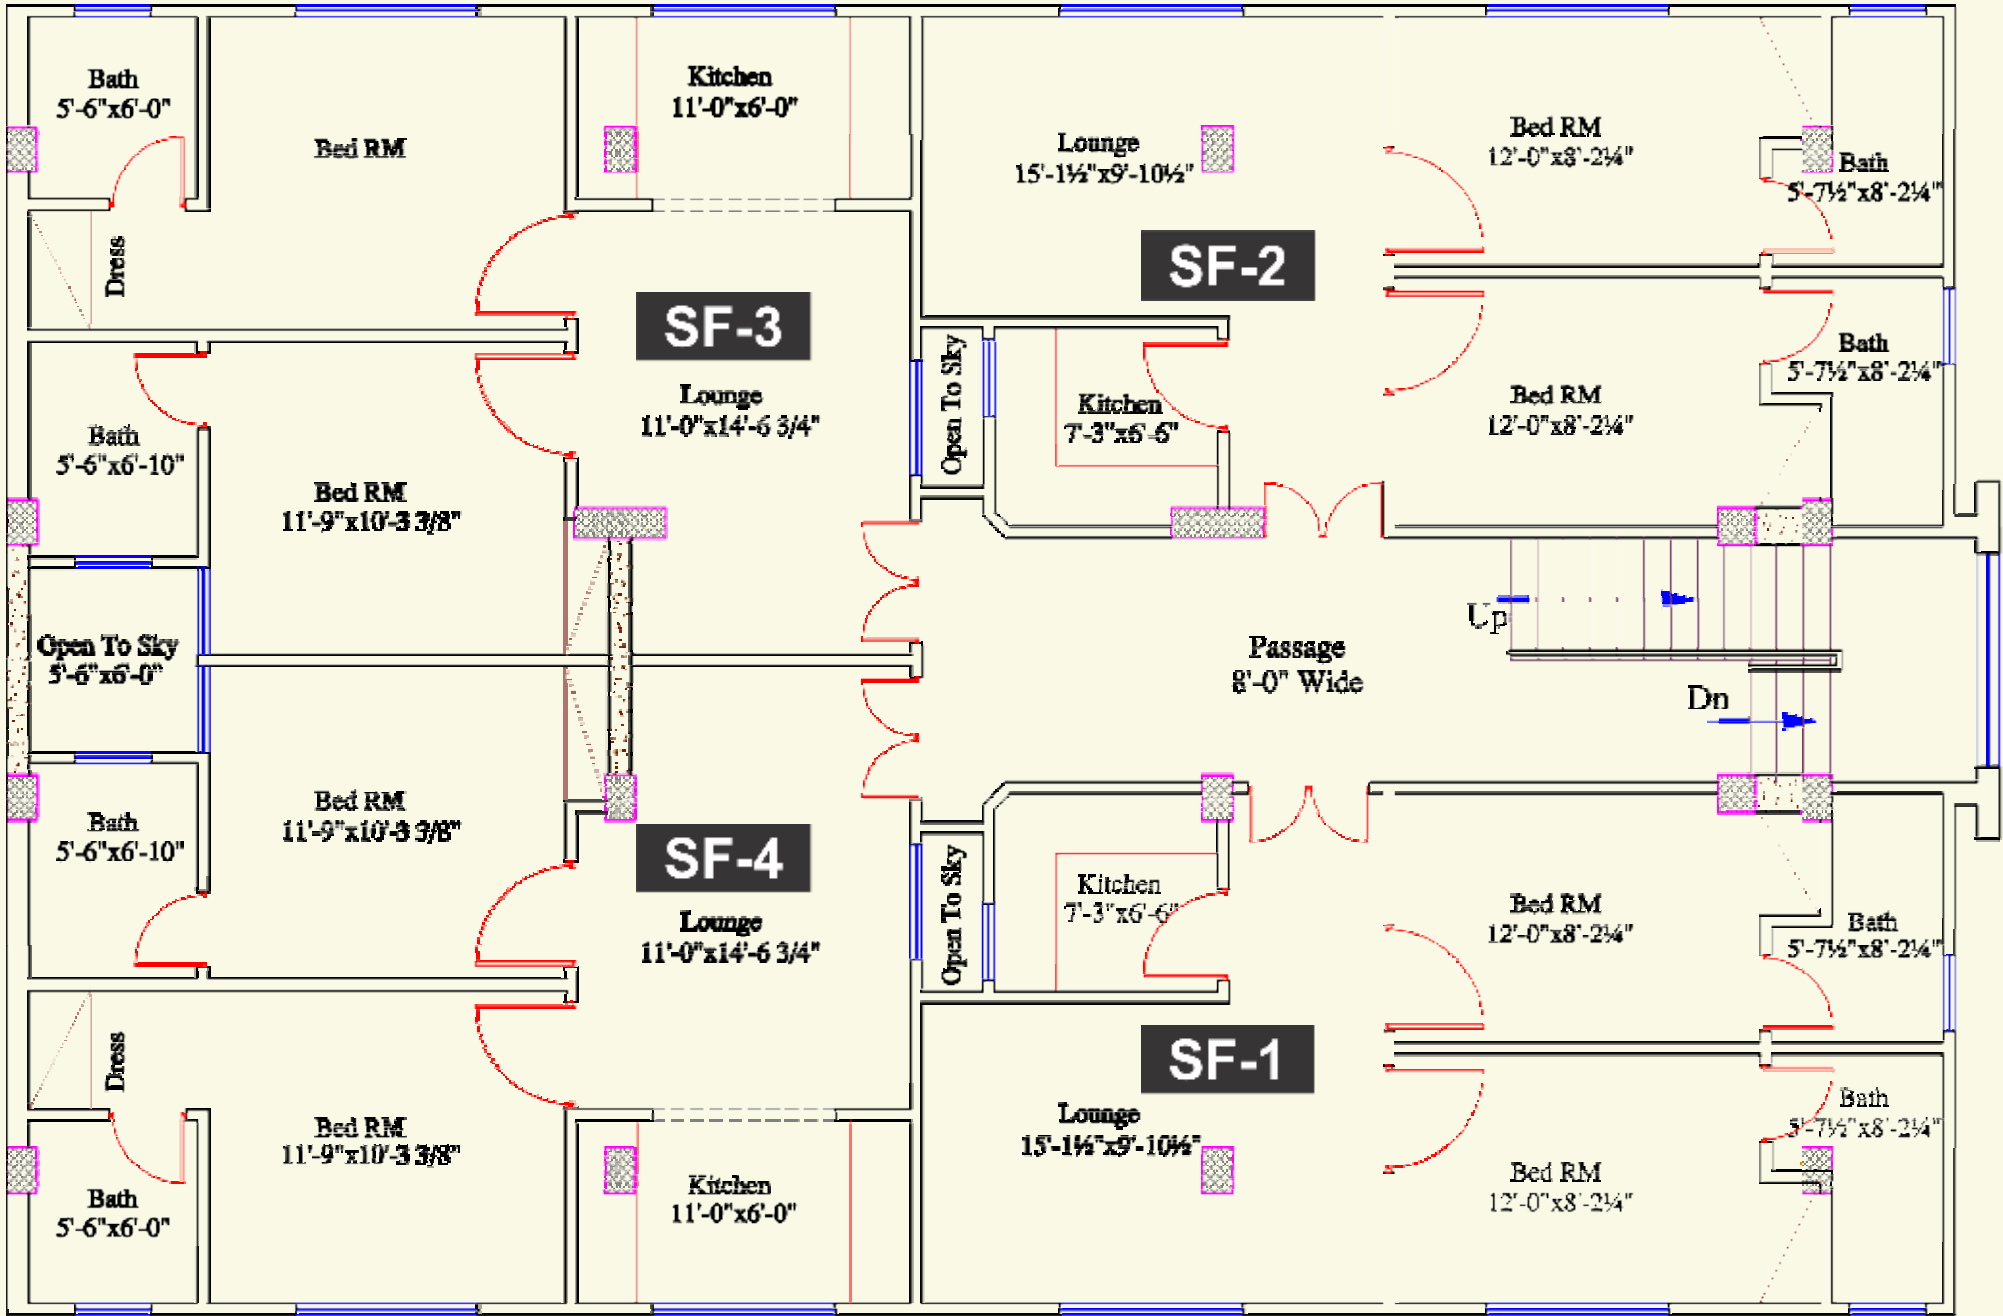 Bath
5'-6"x6'-0"
Bed RM
Kitchen
11'-0"x6'-0"
Lounge
15'-1½"x9'-10½"
Bed RM
12'-0"x8'-2¼"
Bath
5'-7½"x8'-2¼"
Dress
SF-3
SF-2
Lounge
11'-0"x14'-6 3/4"
Open To Sky
Kitchen
7'-3"x6'-6"
Bed RM
12'-0"x8'-2¼"
Bath
5'-7½"x8'-2¼"
Bath
5'-6"x6'-10"
Bed RM
11'-9"x10'-3 3/8"
Open To Sky
5'-6"x6'-0"
Passage
8'-0" Wide
Up
Dn
Bath
5'-6"x6'-10"
Bed RM
11'-9"x10'-3 3/8"
SF-4
Lounge
11'-0"x14'-6 3/4"
Open To Sky
Kitchen
7'-3"x6'-6"
Bed RM
12'-0"x8'-2¼"
Bath
5'-7½"x8'-2¼"
Dress
SF-1
Bath
5'-6"x6'-0"
Bed RM
11'-9"x10'-3 3/8"
Kitchen
11'-0"x6'-0"
Lounge
15'-1½"x9'-10½"
Bed RM
12'-0"x8'-2¼"
Bath
5'-7½"x8'-2¼"